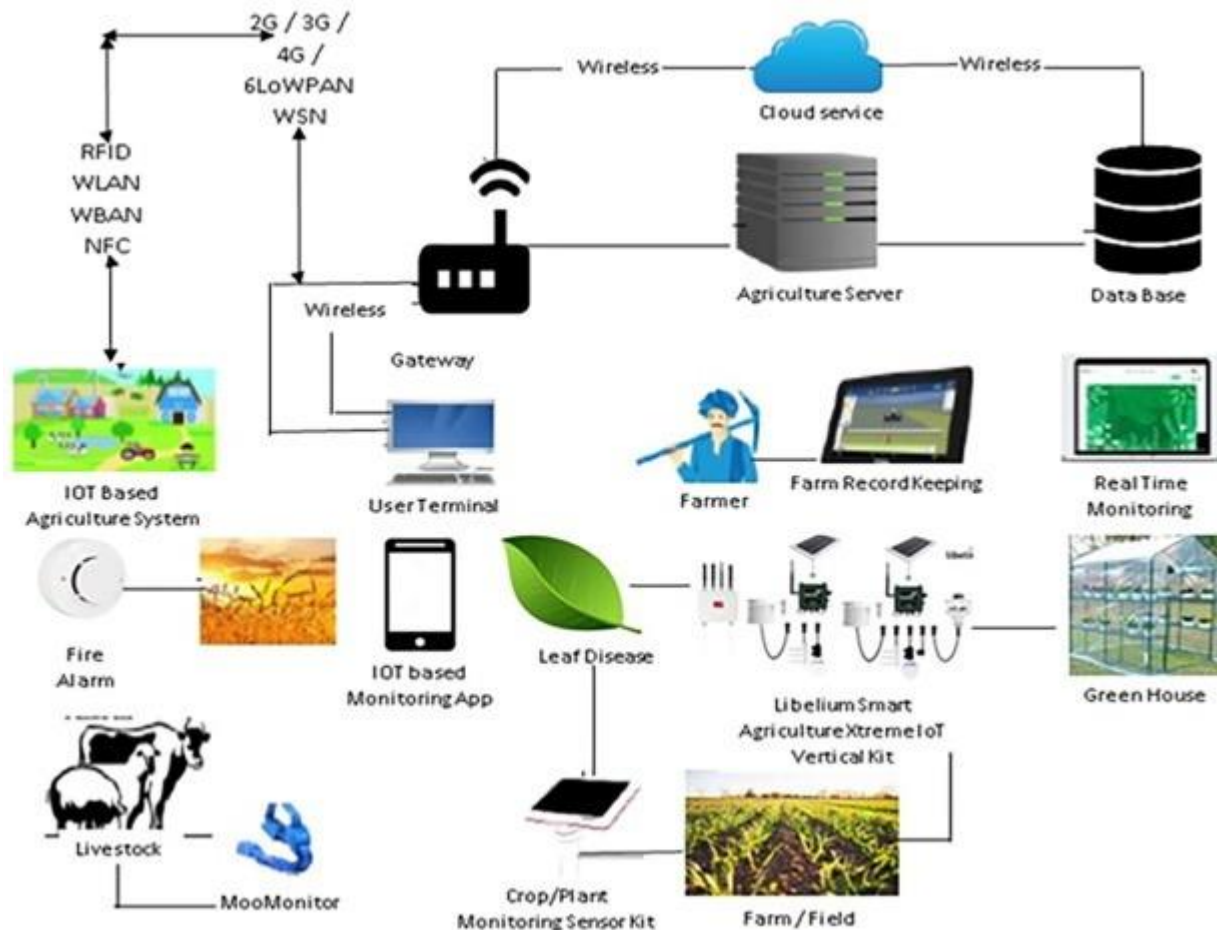 2G / 3G /
4G /
6LoWPAN
WSN
Wireless
Wireless
Cloud service
RFID
WLAN
WBAN
NFC
Agriculture Server
Data Base
Wireless
Gateway
IOT Based
Agriculture System
User Terminal
Farmer
Farm Record Keeping
Real Time
Monitoring
Fire
Alarm
IOT based
Monitoring App
Leaf Disease
Libelium Smart
Agriculture Xtreme IoT
Vertical Kit
Green House
Livestock
MooMonitor
Crop/Plant
Monitoring Sensor Kit
Farm / Field